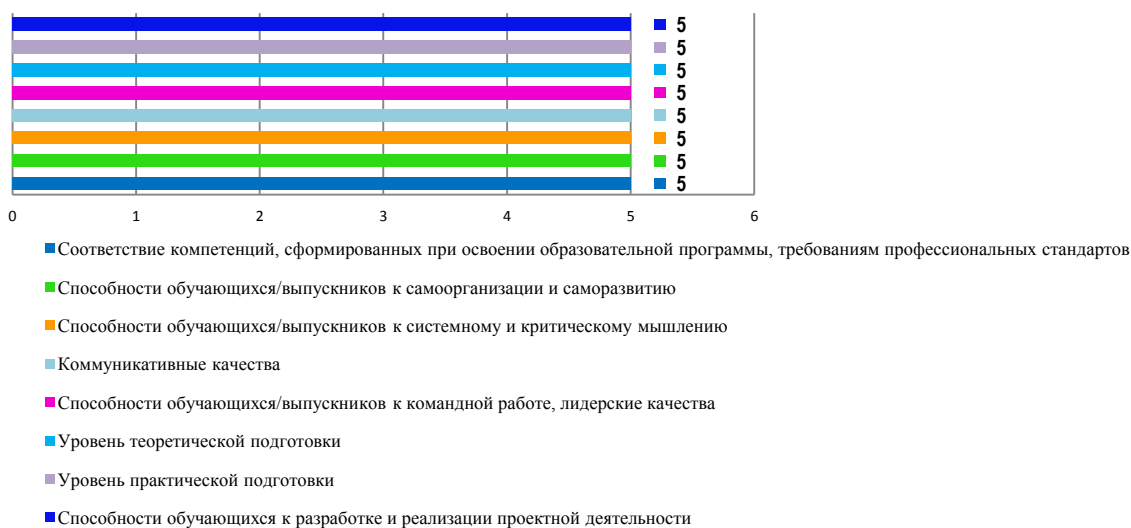 5
5
5
5
5
5
5
5
0 1 2 3 4 5 6
Соответствие компетенций, сформированных при освоении образовательной программы, требованиям профессиональных стандартов
Способности обучающихся/выпускников к самоорганизации и саморазвитию
Способности обучающихся/выпускников к системному и критическому мышлению
Коммуникативные качества
Способности обучающихся/выпускников к командной работе, лидерские качества
Уровень теоретической подготовки
Уровень практической подготовки
Способности обучающихся к разработке и реализации проектной деятельности